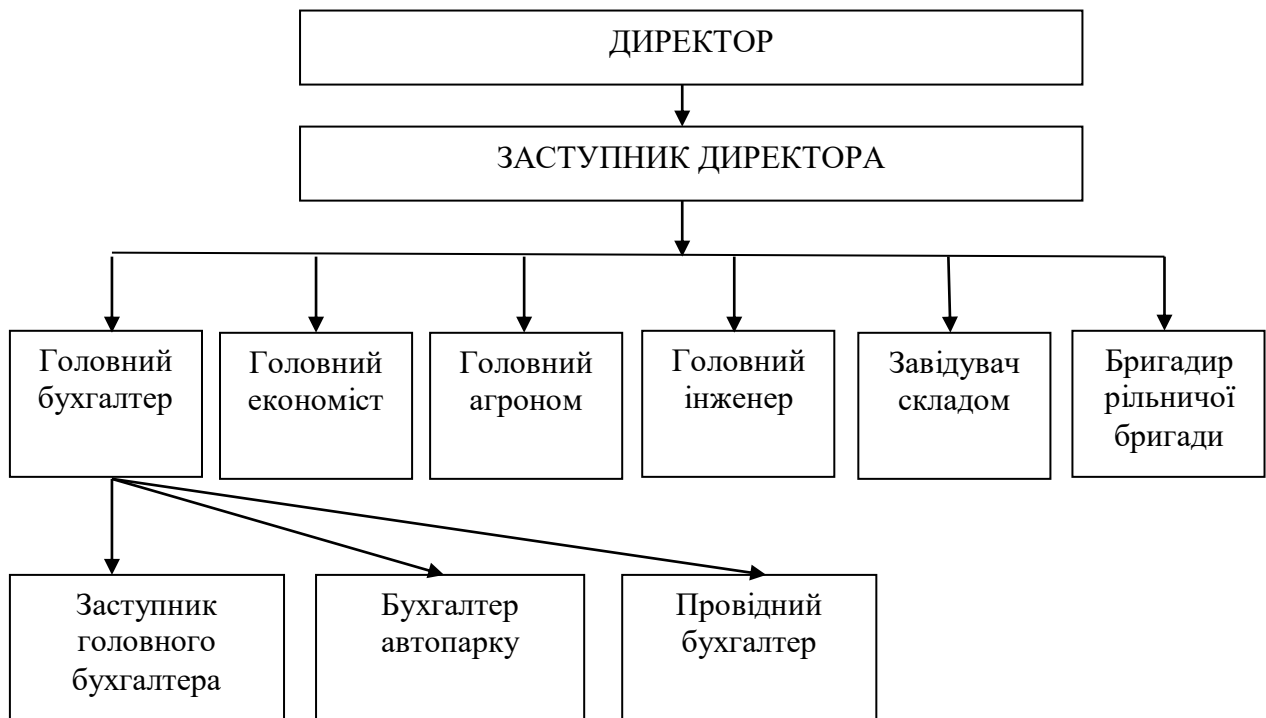 ДИРЕКТОР
ЗАСТУПНИК ДИРЕКТОРА
Головний
бухгалтер
Головний
економіст
Головний
агроном
Головний
інженер
Завідувач
складом
Бригадир
рільничої
бригади
Заступник
головного
бухгалтера
Бухгалтер
автопарку
Провідний
бухгалтер